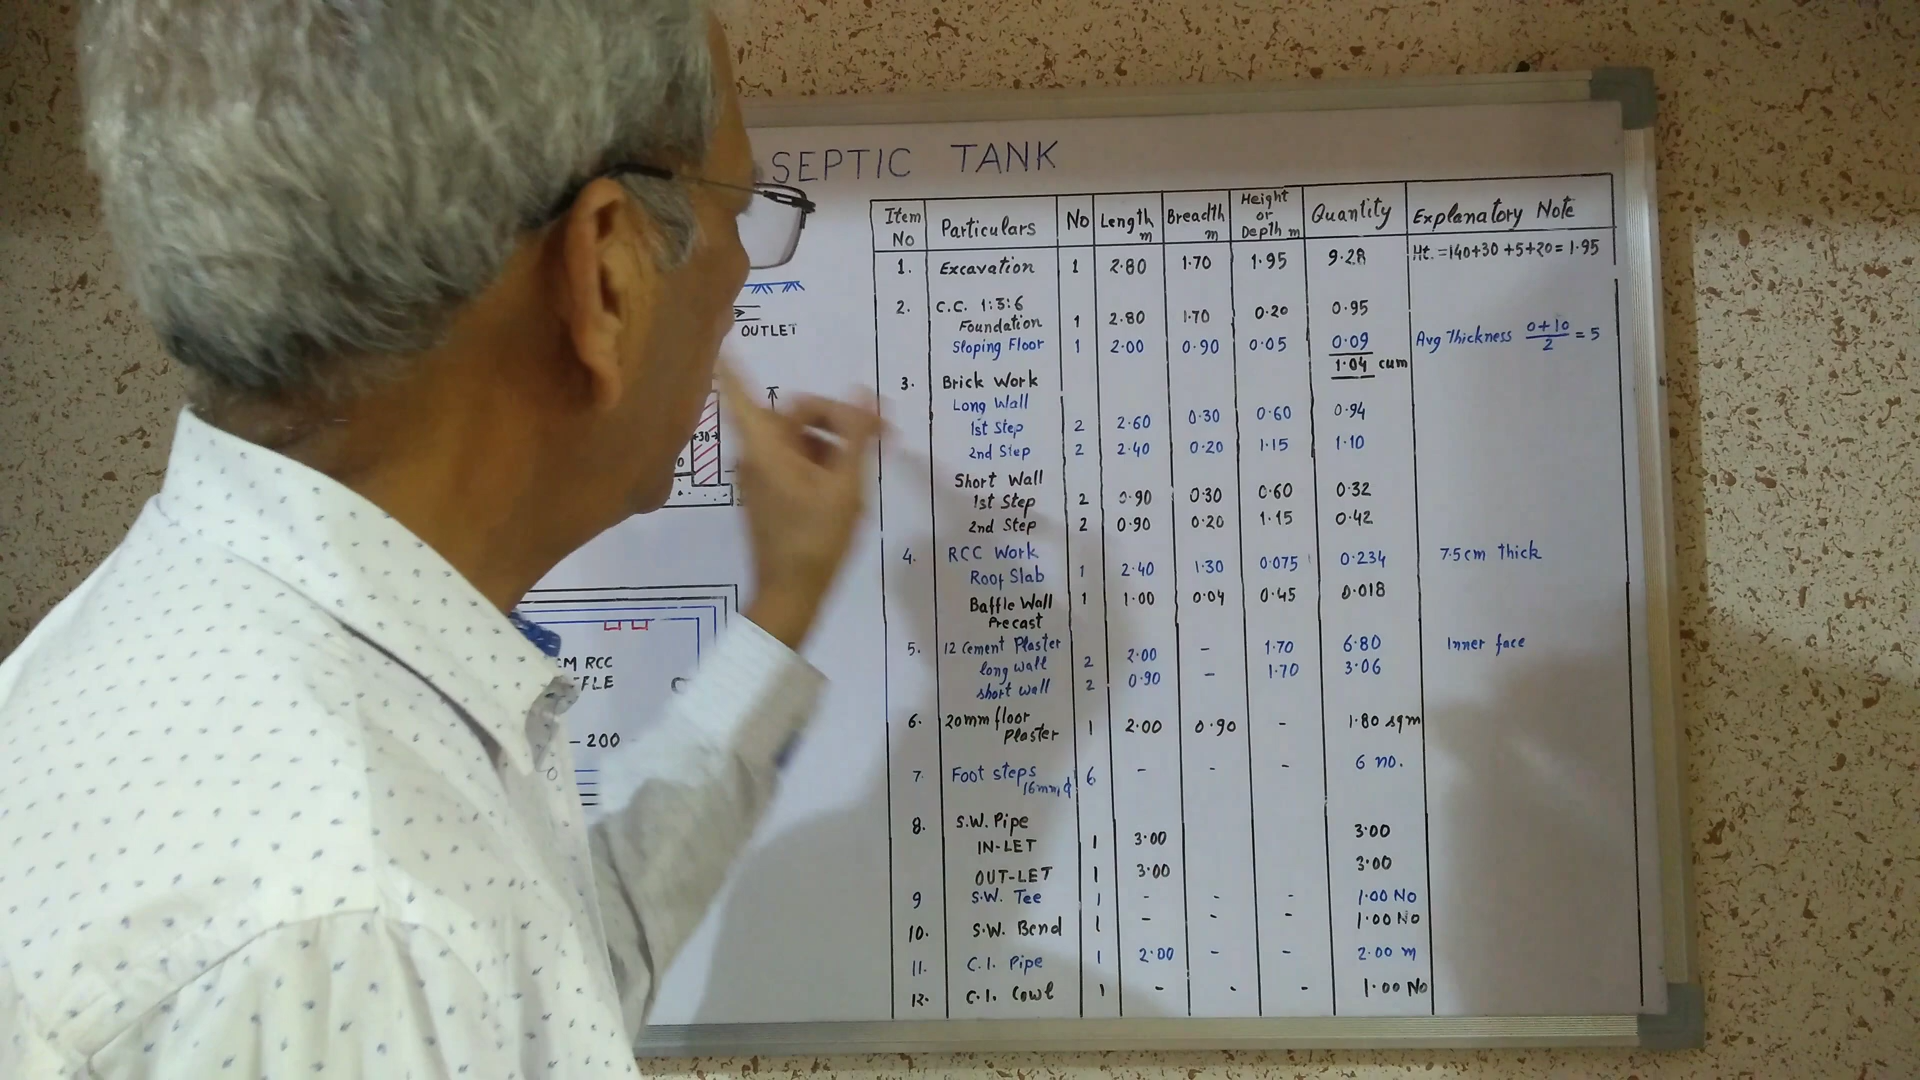 SEPTIC TANK
OUTLET
30
0
CM RCC
200
0
Item No Particulars No Length m Breadth m Height or Depth m Quantity Explanatory Note
1. Excavation 1 2.80 1.70 1.95 9.28 Ht. =140+30+5+20=1.95
2. C.C. 1:3:6
Foundation 1 2.80 1.70 0.20 0.95
Sloping Floor 1 2.00 0.90 0.05 0.09 Avg Thickness 0+10/2 = 5
1.04 cum
3. Brick Work
Long Wall
1st Step 2 2.60 0.30 0.60 0.94
2nd Step 2 2.40 0.20 1.15 1.10
Short Wall
1st Step 2 0.90 0.30 0.60 0.32
2nd Step 2 0.90 0.20 1.15 0.42
4. RCC Work
Roof Slab 1 2.40 1.30 0.075 0.234 7.5cm thick
Baffle Wall 1 1.00 0.04 0.45 0.018
Precast
5. 12 Cement Plaster
long wall 2 2.00 - 1.70 6.80 Inner face
short wall 2 0.90 - 1.70 3.06
6. 20mm floor
Plaster 1 2.00 0.90 - 1.80 sqm
7. Foot steps 6 - - - 6 no.
16mm ϕ
8. S.W. Pipe
IN-LET 1 3.00 3.00
OUT-LET 1 3.00 3.00
9 S.W. Tee 1 - - - 1.00 No
10. S.W. Bend 1 - - - 1.00 No
11. C.I. Pipe 1 2.00 - - 2.00 m
12. C.I. Cowl 1 - - - 1.00 No